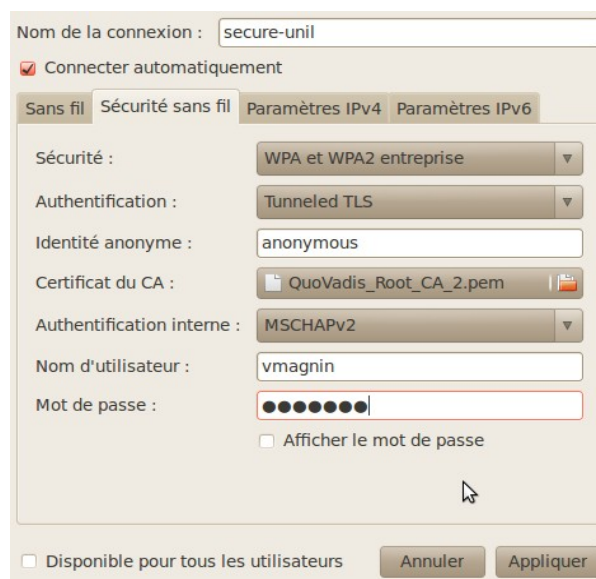 Nom de la connexion : secure-unil
Connecter automatiquement
Sans fil Sécurité sans fil Paramètres IPv4 Paramètres IPv6
Sécurité : WPA et WPA2 entreprise
Authentification : Tunneled TLS
Identité anonyme : anonymous
Certificat du CA : QuoVadis_Root_CA_2.pem
Authentification interne : MSCHAPv2
Nom d'utilisateur : vmagnin
Mot de passe : ●●●●●●●
Afficher le mot de passe
Disponible pour tous les utilisateurs Annuler Appliquer